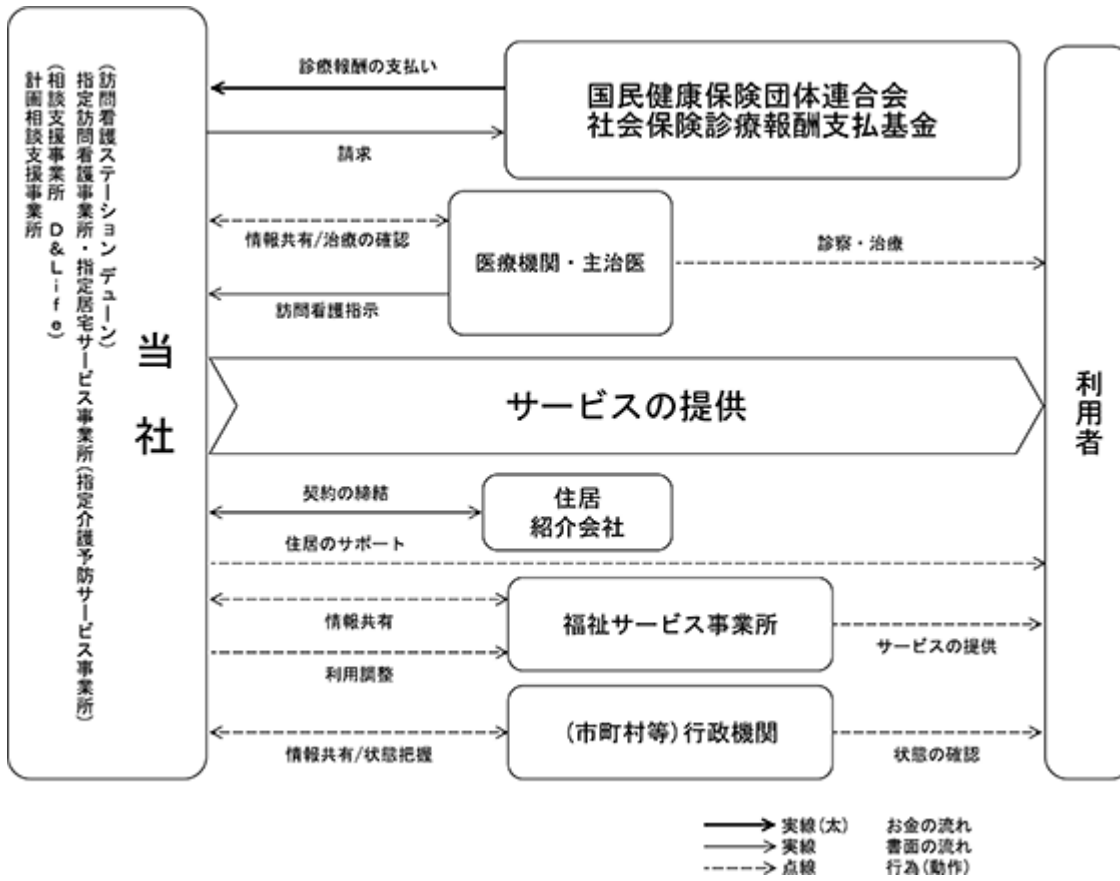 (訪問看護ステーション デューン)
指定訪問看護事業所・指定居宅サービス事業所(指定介護予防サービス事業所)
(相談支援事業所 D&Life)
計画相談支援事業所
当社
診療報酬の支払い
請求
国民健康保険団体連合会
社会保険診療報酬支払基金
情報共有/治療の確認
訪問看護指示
医療機関・主治医
診察・治療
サービスの提供
利用者
契約の締結
住居
紹介会社
住居のサポート
情報共有
利用調整
福祉サービス事業所
サービスの提供
情報共有/状態把握
(市町村等)行政機関
状態の確認
実線(太) お金の流れ
実線 書面の流れ
点線 行為(動作)